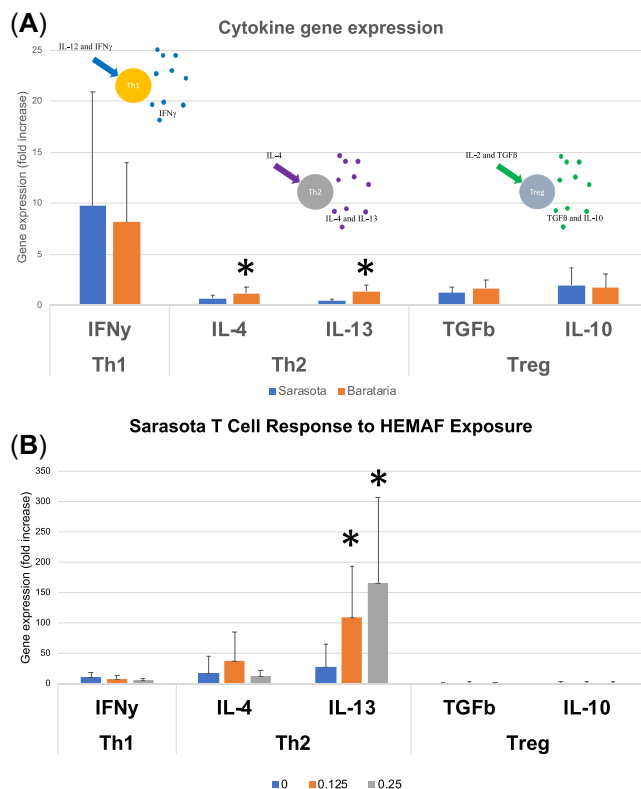 (A)
Cytokine gene expression
Gene expression (fold increase)
25
20
15
10
5
0
IL-12 and IFNγ
Th1
IFNγ
IL-4
Th2
IL-4 and IL-13
IL-2 and TGF8
Treg
TGF8 and IL-10
*
*
IFNy IL-4 IL-13 TGFb IL-10
Th1 Th2 Treg
Sarasota Barataria
Sarasota T Cell Response to HEMAF Exposure
(B)
Gene expression (fold increase)
350
300
250
200
150
100
50
0
*
*
IFNy IL-4 IL-13 TGFb IL-10
Th1 Th2 Treg
0 0.125 0.25